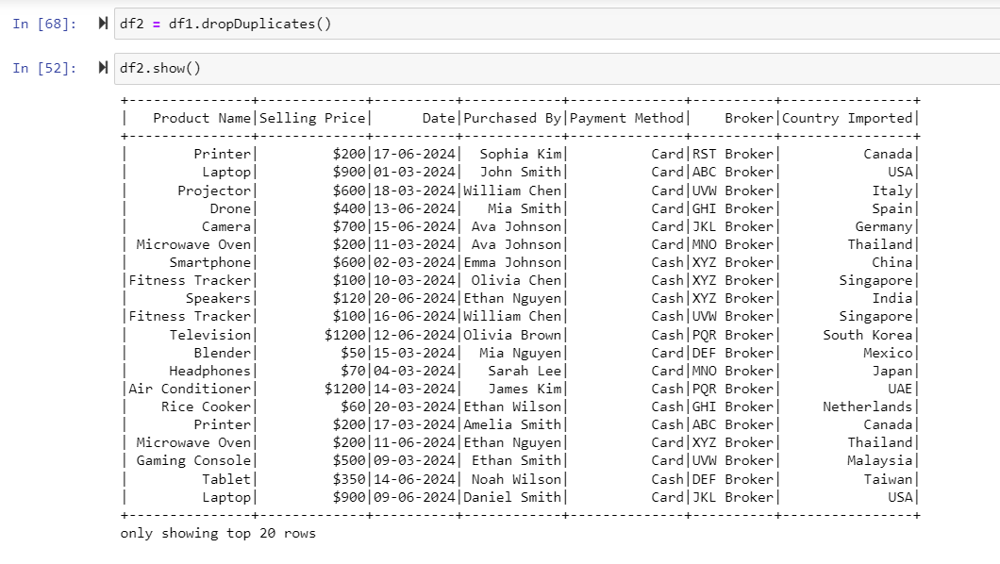 In [68]: df2 = df1.dropDuplicates()
In [52]: df2.show()
+---------------+-------------+----------+------------+--------------+----------+----------------+
|   Product Name|Selling Price|      Date|Purchased By|Payment Method|    Broker|Country Imported|
+---------------+-------------+----------+------------+--------------+----------+----------------+
|        Printer|         $200|17-06-2024|  Sophia Kim|          Card|RST Broker|          Canada|
|         Laptop|         $900|01-03-2024|  John Smith|          Card|ABC Broker|             USA|
|      Projector|         $600|18-03-2024|William Chen|          Card|UVW Broker|           Italy|
|          Drone|         $400|13-06-2024|   Mia Smith|          Card|GHI Broker|           Spain|
|         Camera|         $700|15-06-2024| Ava Johnson|          Card|JKL Broker|         Germany|
| Microwave Oven|         $200|11-03-2024| Ava Johnson|          Card|MNO Broker|        Thailand|
|     Smartphone|         $600|02-03-2024|Emma Johnson|          Cash|XYZ Broker|           China|
|Fitness Tracker|         $100|10-03-2024| Olivia Chen|          Cash|XYZ Broker|       Singapore|
|       Speakers|         $120|20-06-2024|Ethan Nguyen|          Cash|XYZ Broker|           India|
|Fitness Tracker|         $100|16-06-2024|William Chen|          Cash|UVW Broker|       Singapore|
|     Television|        $1200|12-06-2024|Olivia Brown|          Cash|PQR Broker|     South Korea|
|        Blender|          $50|15-03-2024|  Mia Nguyen|          Card|DEF Broker|          Mexico|
|     Headphones|          $70|04-03-2024|   Sarah Lee|          Card|MNO Broker|           Japan|
|Air Conditioner|        $1200|14-03-2024|   James Kim|          Cash|PQR Broker|             UAE|
|    Rice Cooker|          $60|20-03-2024|Ethan Wilson|          Cash|GHI Broker|     Netherlands|
|        Printer|         $200|17-03-2024|Amelia Smith|          Cash|ABC Broker|          Canada|
| Microwave Oven|         $200|11-06-2024|Ethan Nguyen|          Card|XYZ Broker|        Thailand|
| Gaming Console|         $500|09-03-2024| Ethan Smith|          Card|UVW Broker|        Malaysia|
|         Tablet|         $350|14-06-2024| Noah Wilson|          Cash|DEF Broker|          Taiwan|
|         Laptop|         $900|09-06-2024|Daniel Smith|          Card|JKL Broker|             USA|
+---------------+-------------+----------+------------+--------------+----------+----------------+
only showing top 20 rows